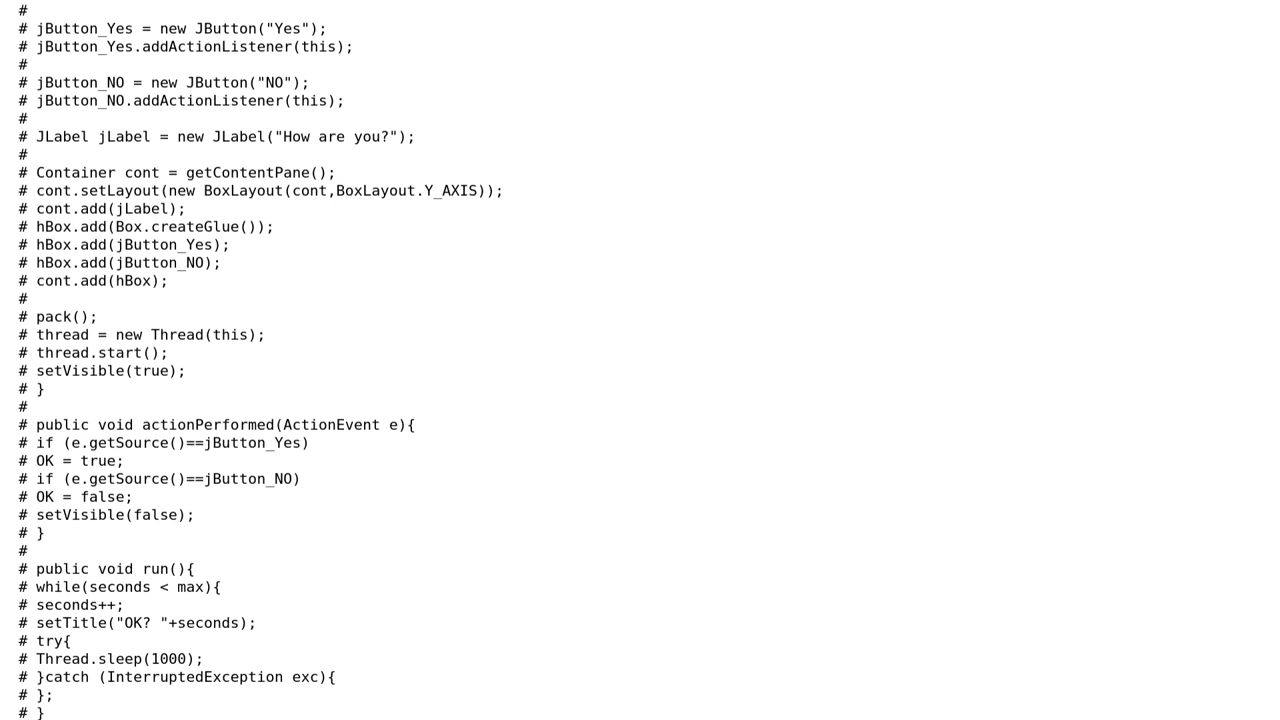 #
# jButton_Yes = new JButton("Yes");
# jButton_Yes.addActionListener(this);
#
# jButton_NO = new JButton("NO");
# jButton_NO.addActionListener(this);
#
# JLabel jLabel = new JLabel("How are you?");
#
# Container cont = getContentPane();
# cont.setLayout(new BoxLayout(cont,BoxLayout.Y_AXIS));
# cont.add(jLabel);
# hBox.add(Box.createGlue());
# hBox.add(jButton_Yes);
# hBox.add(jButton_NO);
# cont.add(hBox);
#
# pack();
# thread = new Thread(this);
# thread.start();
# setVisible(true);
# }
#
# public void actionPerformed(ActionEvent e){
# if (e.getSource()==jButton_Yes)
# OK = true;
# if (e.getSource()==jButton_NO)
# OK = false;
# setVisible(false);
# }
#
# public void run(){
# while(seconds < max){
# seconds++;
# setTitle("OK? "+seconds);
# try{
# Thread.sleep(1000);
# }catch (InterruptedException exc){
# };
# }